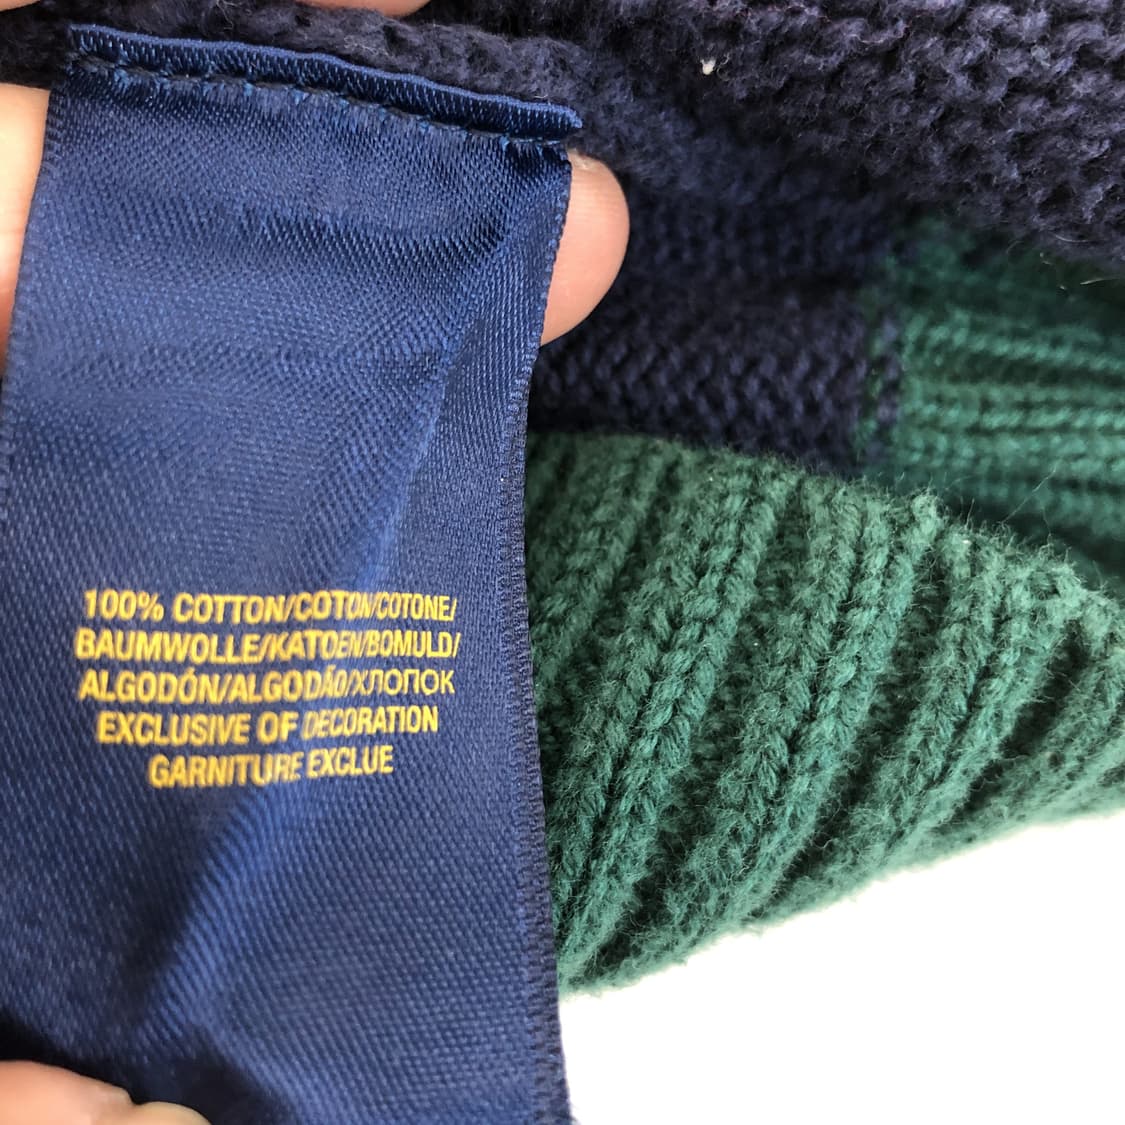 100% COTTON/COTON/COTONE/
BAUMWOLLE/KATOEN/BOMULD/
ALGODÓN/ALGODÃO/ХЛОПОК
EXCLUSIVE OF DECORATION
GARNITURE EXCLUE